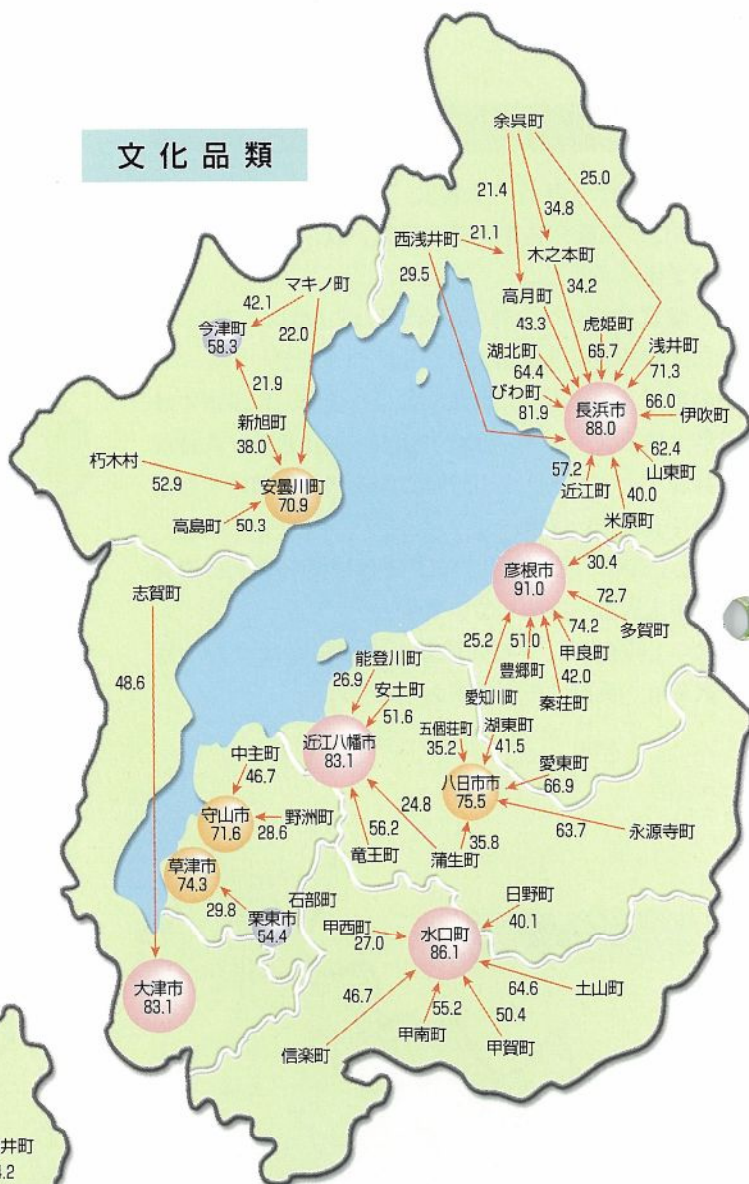 文化品類
余呉町
21.4
34.8
25.0
西浅井町
21.1
29.5
木之本町
34.2
高月町
43.3
虎姫町
65.7
浅井町
71.3
湖北町
64.4
びわ町
81.9
長浜市
88.0
66.0
伊吹町
62.4
山東町
57.2
近江町
40.0
米原町
30.4
マキノ町
42.1
22.0
今津町
58.3
21.9
新旭町
38.0
朽木村
52.9
安曇川町
70.9
高島町
50.3
志賀町
48.6
彦根市
91.0
72.7
多賀町
74.2
甲良町
25.2
愛知川町
51.0
豊郷町
42.0
秦荘町
能登川町
26.9
安土町
51.6
近江八幡市
83.1
五個荘町
35.2
湖東町
41.5
愛東町
66.9
八日市市
75.5
63.7
永源寺町
24.8
35.8
蒲生町
56.2
竜王町
中主町
46.7
守山市
71.6
野洲町
28.6
草津市
74.3
29.8
栗東市
54.4
石部町
甲西町
27.0
日野町
40.1
水口町
86.1
64.6
土山町
46.7
信楽町
55.2
甲南町
50.4
甲賀町
大津市
83.1
井町
4.2